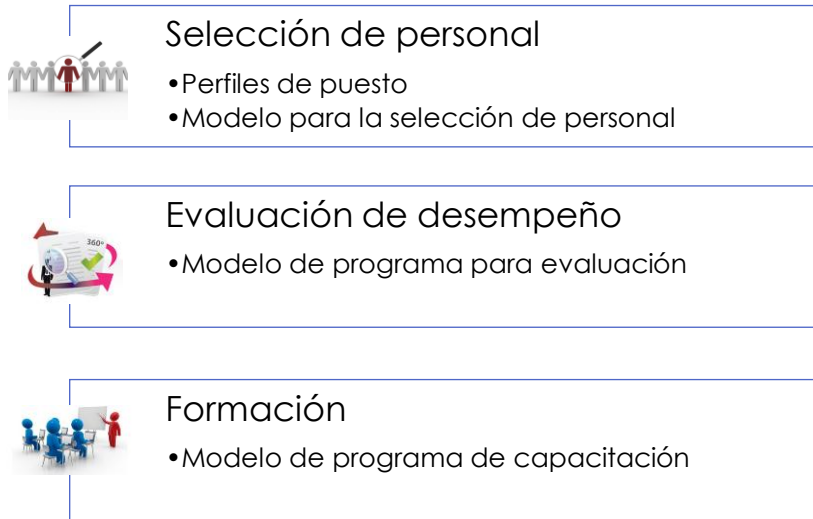 Selección de personal
•Perfiles de puesto
•Modelo para la selección de personal
360°
Evaluación de desempeño
•Modelo de programa para evaluación
Formación
•Modelo de programa de capacitación